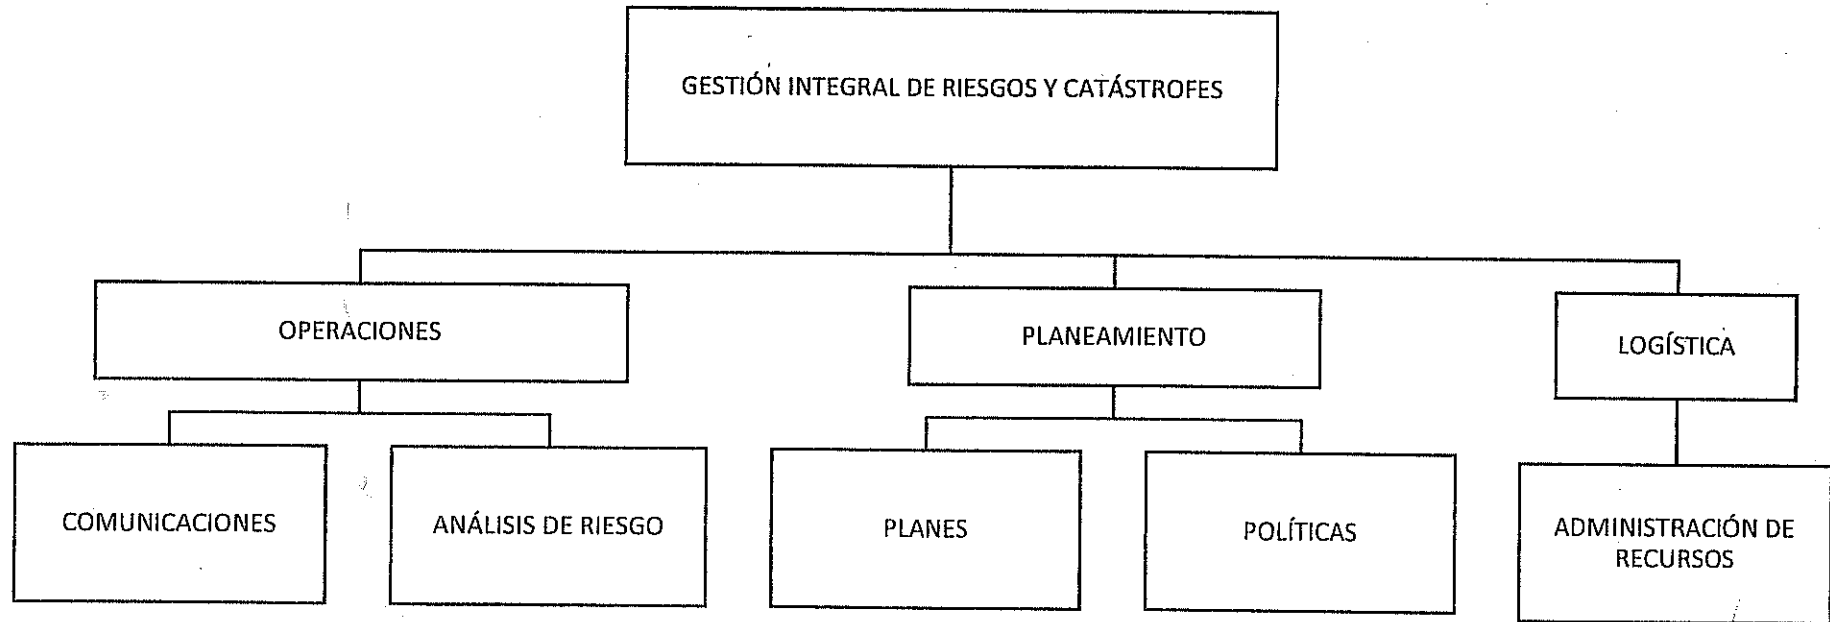 GESTIÓN INTEGRAL DE RIESGOS Y CATÁSTROFES
OPERACIONES
PLANEAMIENTO
LOGÍSTICA
COMUNICACIONES
ANÁLISIS DE RIESGO
PLANES
POLÍTICAS
ADMINISTRACIÓN DE
RECURSOS